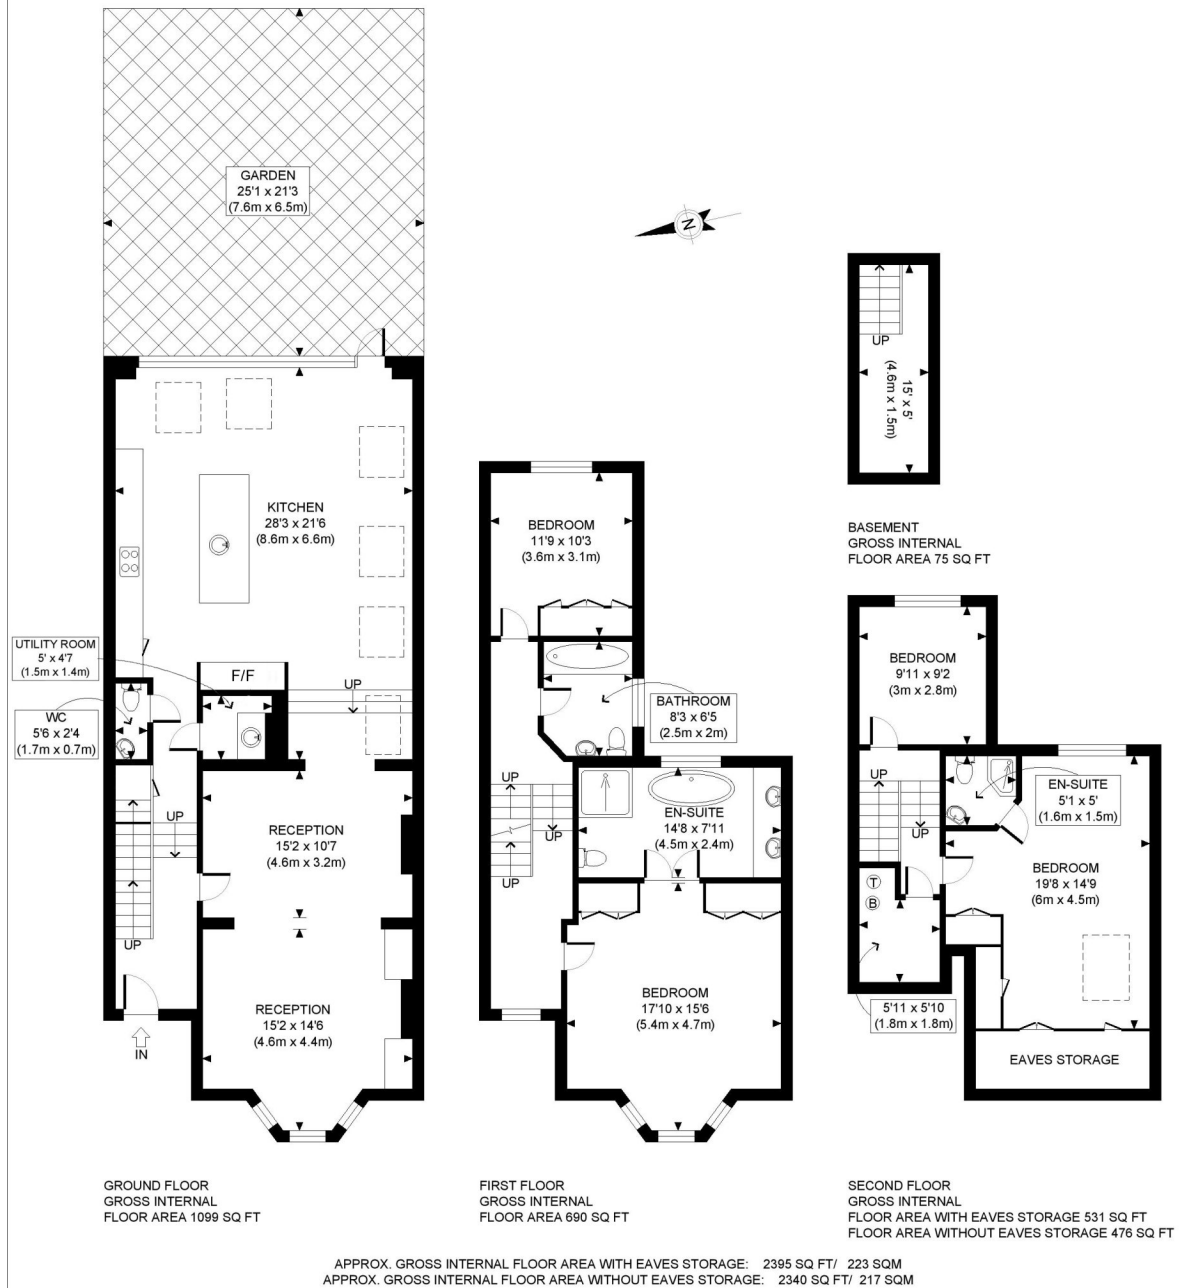 GARDEN
25'1 x 21'3
(7.6m x 6.5m)
N
KITCHEN
28'3 x 21'6
(8.6m x 6.6m)
UTILITY ROOM
5' x 4'7
(1.5m x 1.4m)
F/F
UP
WC
5'6 x 2'4
(1.7m x 0.7m)
RECEPTION
15'2 x 10'7
(4.6m x 3.2m)
UP
UP
RECEPTION
15'2 x 14'6
(4.6m x 4.4m)
IN
GROUND FLOOR
GROSS INTERNAL
FLOOR AREA 1099 SQ FT
BEDROOM
11'9 x 10'3
(3.6m x 3.1m)
BATHROOM
8'3 x 6'5
(2.5m x 2m)
UP
UP
UP
EN-SUITE
14'8 x 7'11
(4.5m x 2.4m)
BEDROOM
17'10 x 15'6
(5.4m x 4.7m)
FIRST FLOOR
GROSS INTERNAL
FLOOR AREA 690 SQ FT
UP
15' x 5'
(4.6m x 1.5m)
BASEMENT
GROSS INTERNAL
FLOOR AREA 75 SQ FT
BEDROOM
9'11 x 9'2
(3m x 2.8m)
UP
UP
EN-SUITE
5'1 x 5'
(1.6m x 1.5m)
BEDROOM
19'8 x 14'9
(6m x 4.5m)
T
B
5'11 x 5'10
(1.8m x 1.8m)
EAVES STORAGE
SECOND FLOOR
GROSS INTERNAL
FLOOR AREA WITH EAVES STORAGE 531 SQ FT
FLOOR AREA WITHOUT EAVES STORAGE 476 SQ FT
APPROX. GROSS INTERNAL FLOOR AREA WITH EAVES STORAGE: 2395 SQ FT/ 223 SQM
APPROX. GROSS INTERNAL FLOOR AREA WITHOUT EAVES STORAGE: 2340 SQ FT/ 217 SQM